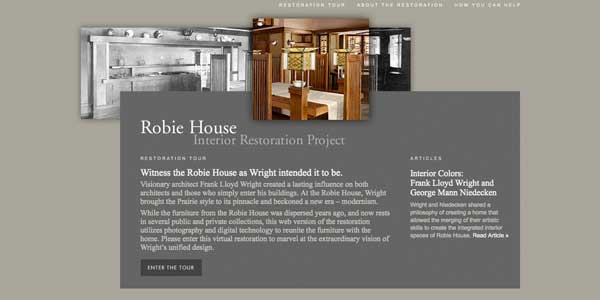 RESTORATION TOUR ABOUT THE RESTORATION HOW YOU CAN HELP
Robie House
Interior Restoration Project
RESTORATION TOUR
Witness the Robie House as Wright intended it to be.
Visionary architect Frank Lloyd Wright created a lasting influence on both
architects and those who simply enter his buildings. At the Robie House, Wright
brought the Prairie style to its pinnacle and beckoned a new era – modernism.
While the furniture from the Robie House was dispersed years ago, and now rests
in several public and private collections, this web version of the restoration
utilizes photography and digital technology to reunite the furniture with the
home. Please enter this virtual restoration to marvel at the extraordinary vision of
Wright's unified design.
ENTER THE TOUR
ARTICLES
Interior Colors:
Frank Lloyd Wright and
George Mann Niedecken
Wright and Niedecken shared a
philosophy of creating a home that
allowed the merging of their artistic
skills to create the integrated interior
spaces of Robie House. Read Article »